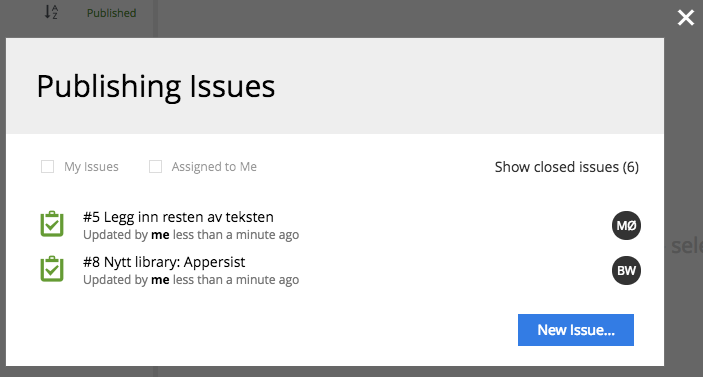 Published
Publishing Issues
My Issues
Assigned to Me
Show closed issues (6)
#5 Legg inn resten av teksten
Updated by me less than a minute ago
MØ
#8 Nytt library: Appersist
Updated by me less than a minute ago
BW
New Issue...